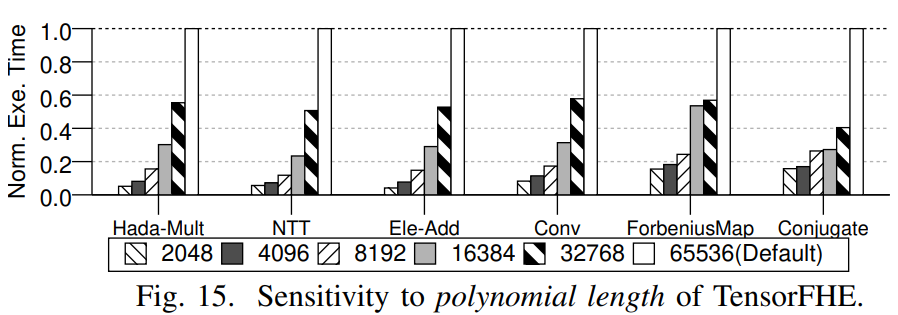 Norm. Exe. Time
1.0
0.8
0.6
0.4
0.2
0.0
Hada-Mult NTT Ele-Add Conv ForbeniusMap Conjugate
2048 4096 8192 16384 32768 65536(Default)
Fig. 15. Sensitivity to polynomial length of TensorFHE.